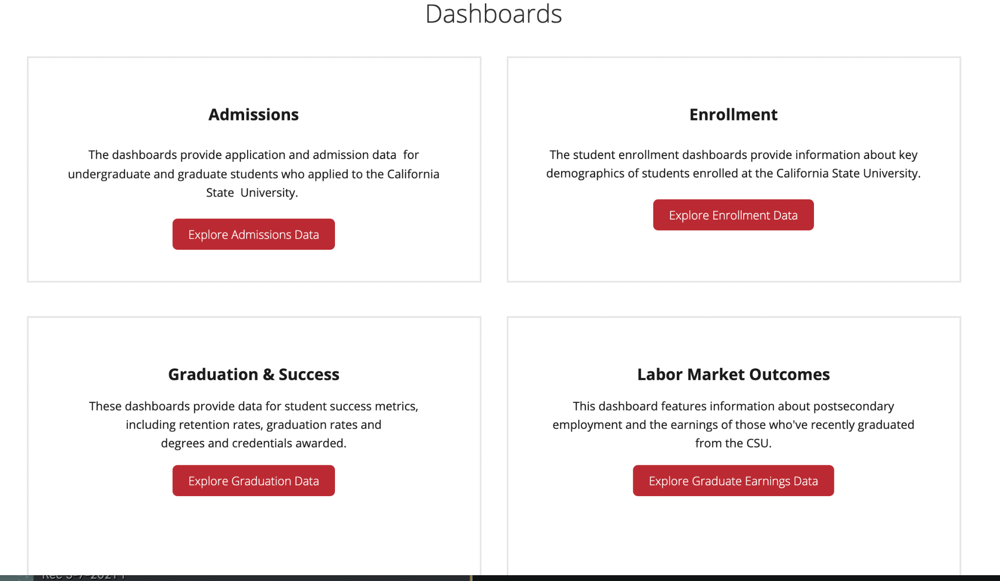 Dashboards
Admissions
The dashboards provide application and admission data  for
undergraduate and graduate students who applied to the California
State  University.
Explore Admissions Data
Enrollment
The student enrollment dashboards provide information about key
demographics of students enrolled at the California State University.
Explore Enrollment Data
Graduation & Success
These dashboards provide data for student success metrics,
including retention rates, graduation rates and
degrees and credentials awarded.
Explore Graduation Data
Labor Market Outcomes
This dashboard features information about postsecondary
employment and the earnings of those who've recently graduated
from the CSU.
Explore Graduate Earnings Data